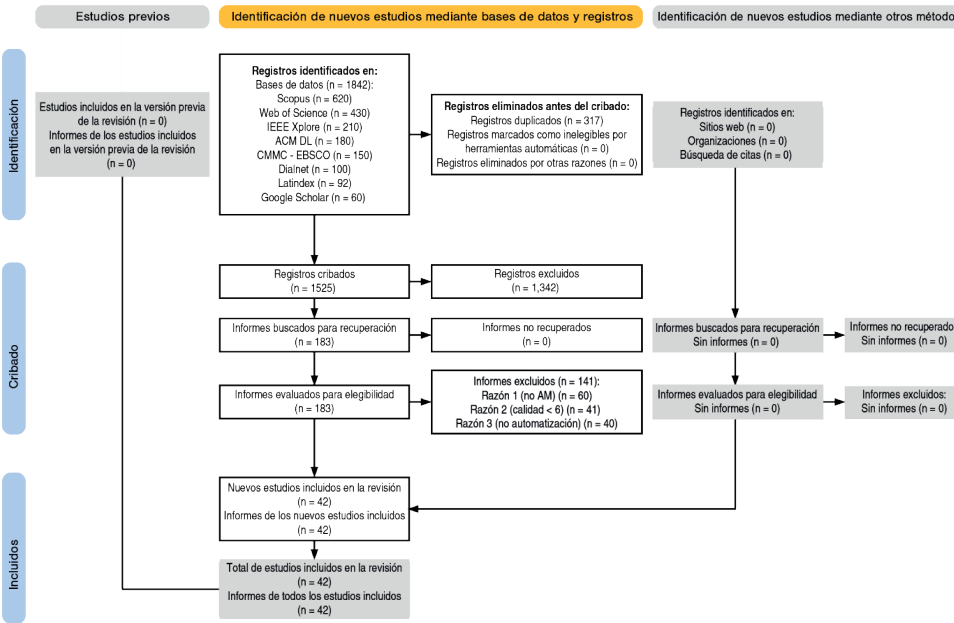 Estudios previos
Identificación de nuevos estudios mediante bases de datos y registros
Identificación de nuevos estudios mediante otros método
Identificación
Estudios incluidos en la versión previa
de la revisión (n = 0)
Informes de los estudios incluidos
en la versión previa de la revisión
(n = 0)
Registros identificados en:
Bases de datos (n = 1842):
Scopus (n = 620)
Web of Science (n = 430)
IEEE Xplore (n = 210)
ACM DL (n = 180)
CMMC - EBSCO (n = 150)
Dialnet (n = 100)
Latindex (n = 92)
Google Scholar (n = 60)
Registros eliminados antes del cribado:
Registros duplicados (n = 317)
Registros marcados como inelegibles por
herramientas automáticas (n = 0)
Registros eliminados por otras razones (n = 0)
Registros identificados en:
Sitios web (n = 0)
Organizaciones (n = 0)
Búsqueda de citas (n = 0)
Cribado
Registros cribados
(n = 1525)
Registros excluidos
(n = 1,342)
Informes buscados para recuperación
(n = 183)
Informes no recuperados
(n = 0)
Informes buscados para recuperación
Sin informes (n = 0)
Informes no recuperado
Sin informes (n = 0)
Informes evaluados para elegibilidad
(n = 183)
Informes excluidos (n = 141):
Razón 1 (no AM) (n = 60)
Razón 2 (calidad < 6) (n = 41)
Razón 3 (no automatización) (n = 40)
Informes evaluados para elegibilidad
Sin informes (n = 0)
Informes excluidos:
Sin informes (n = 0)
Incluidos
Nuevos estudios incluidos en la revisión
(n = 42)
Informes de los nuevos estudios incluidos
(n = 42)
Total de estudios incluidos en la revisión
(n = 42)
Informes de todos los estudios incluidos
(n = 42)